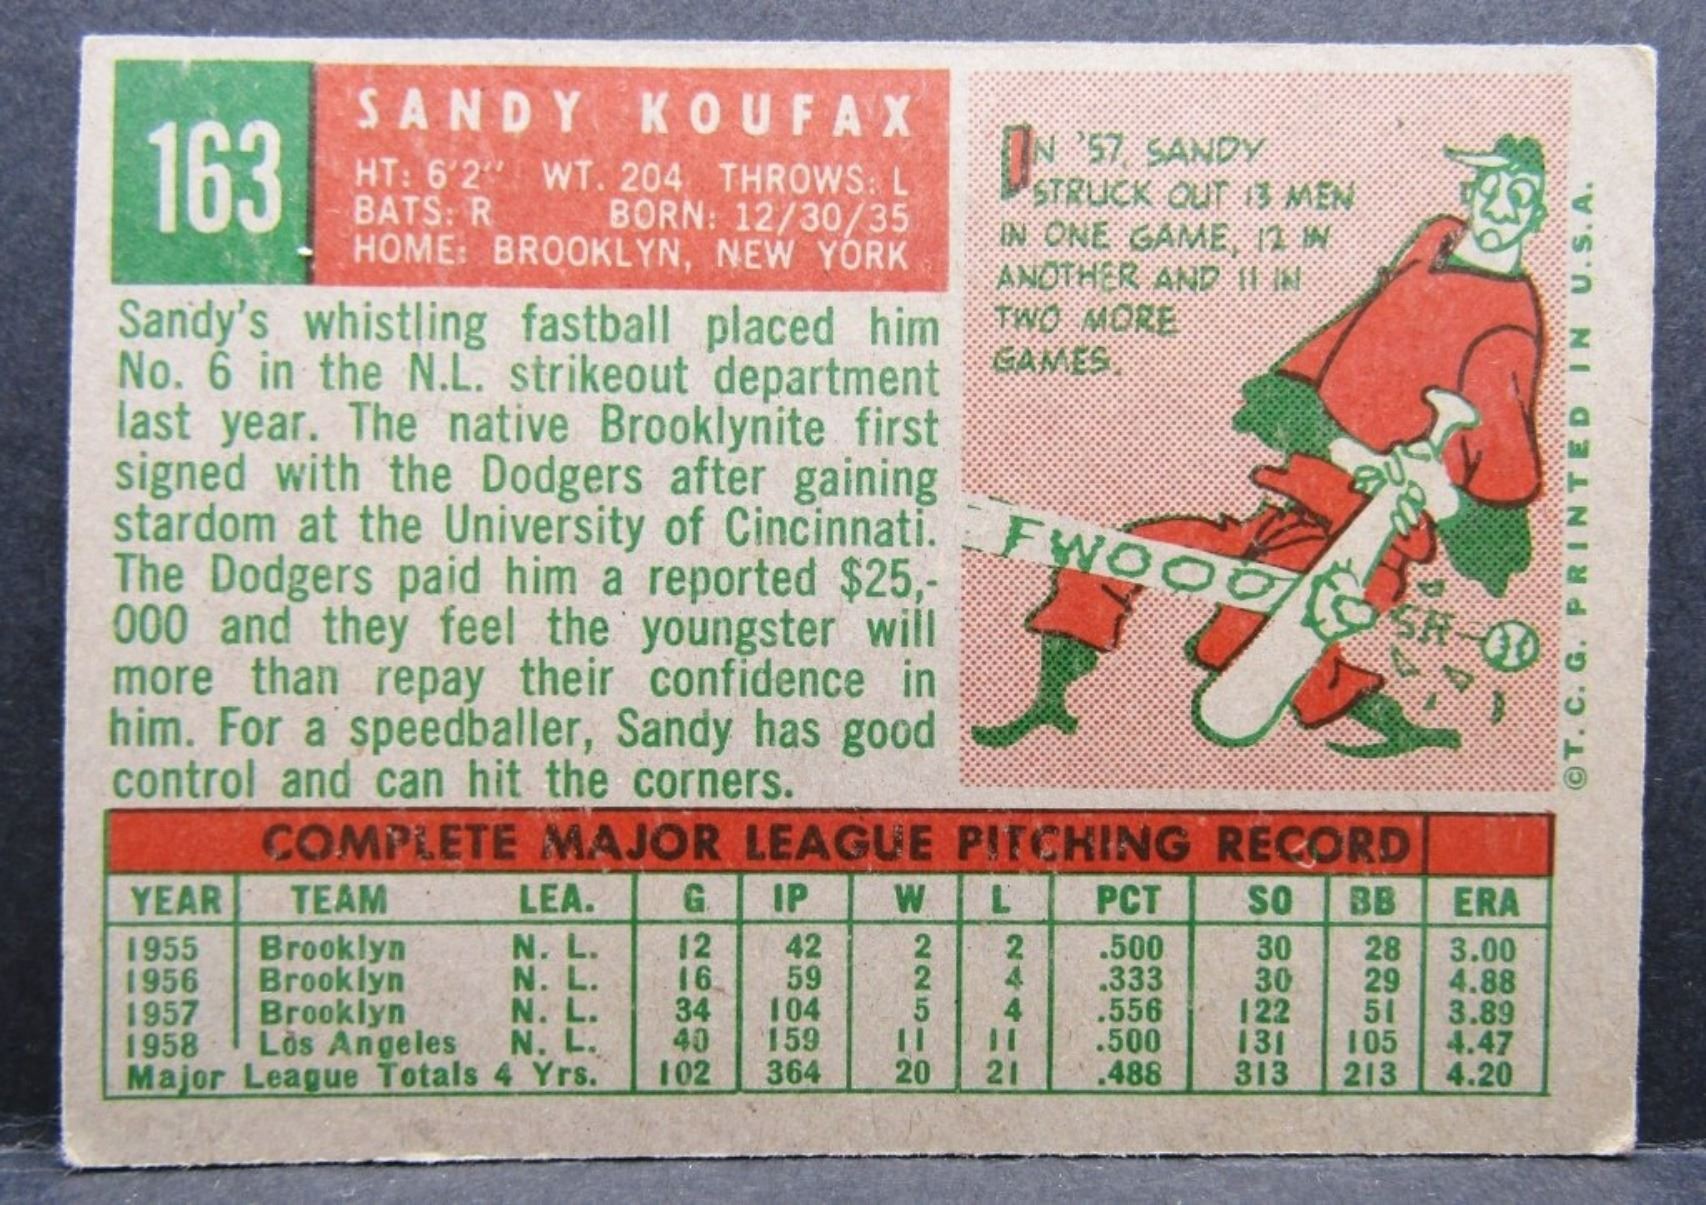 163
SANDY KOUFAX
HT: 6'2" WT. 204 THROWS: L
BATS: R BORN: 12/30/35
HOME: BROOKLYN, NEW YORK
Sandy's whistling fastball placed him
No. 6 in the N.L. strikeout department
last year. The native Brooklynite first
signed with the Dodgers after gaining
stardom at the University of Cincinnati.
The Dodgers paid him a reported $25,-
000 and they feel the youngster will
more than repay their confidence in
him. For a speedballer, Sandy has good
control and can hit the corners.
IN '57, SANDY
STRUCK OUT 13 MEN
IN ONE GAME, 12 IN
ANOTHER AND 11 IN
TWO MORE
GAMES.
FWOOO
SH-
©T.C.G. PRINTED IN U.S.A.
COMPLETE MAJOR LEAGUE PITCHING RECORD
YEAR TEAM LEA. G IP W L PCT SO BB ERA
1955 Brooklyn N. L. 12 42 2 2 .500 30 28 3.00
1956 Brooklyn N. L. 16 59 2 4 .333 30 29 4.88
1957 Brooklyn N. L. 34 104 5 4 .556 122 51 3.89
1958 Los Angeles N. L. 40 159 11 11 .500 131 105 4.47
Major League Totals 4 Yrs. 102 364 20 21 .488 313 213 4.20